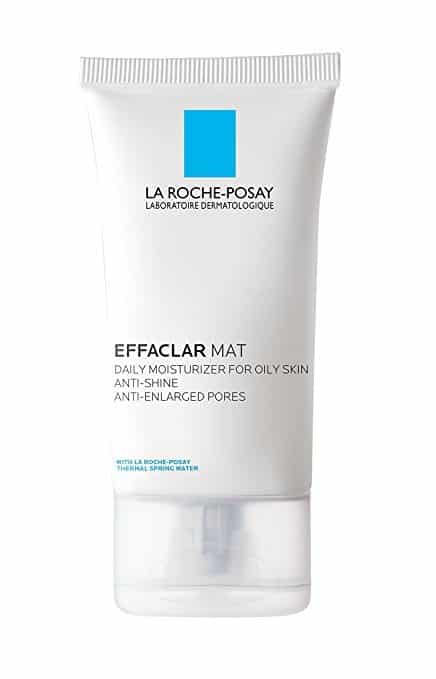 LA ROCHE-POSAY
LABORATOIRE DERMATOLOGIQUE
EFFACLAR MAT
DAILY MOISTURIZER FOR OILY SKIN
ANTI-SHINE
ANTI-ENLARGED PORES
WITH LA ROCHE-POSAY
THERMAL SPRING WATER